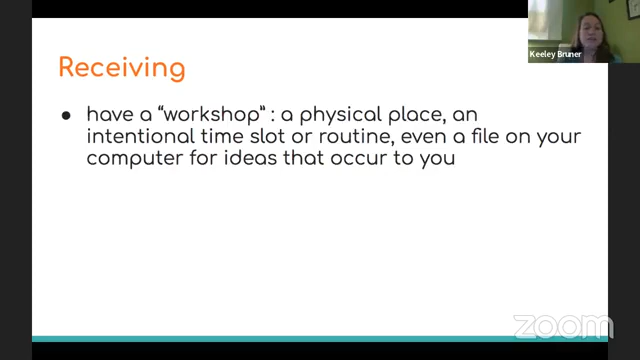 Keeley Bruner
Receiving
● have a “workshop” : a physical place, an
intentional time slot or routine, even a file on your
computer for ideas that occur to you
zoom